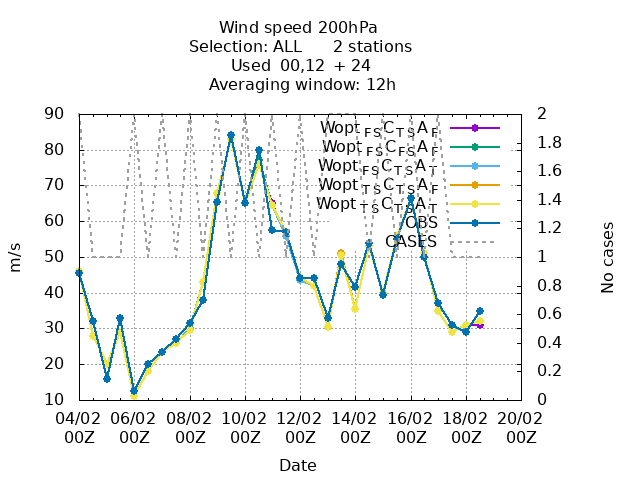 Wind speed 200hPa
Selection: ALL 2 stations
Used 00,12 + 24
Averaging window: 12h
90 2
Wopt FS C TS A F
80 1.8
Wopt FS C FS A F
Wopt FS C TS A T
70 1.6
Wopt TS C TS A F
1.4
Wopt TS C TS A T
60 1.2
OBS
CASES
50 1
m/s
No cases
40 0.8
0.6
30 0.4
20 0.2
10 0
04/02 06/02 08/02 10/02 12/02 14/02 16/02 18/02 20/02
00Z 00Z 00Z 00Z 00Z 00Z 00Z 00Z 00Z
Date